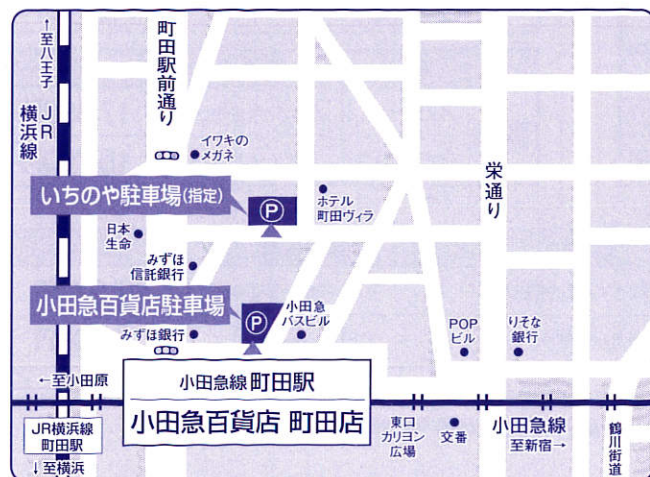 ↑至八王子
JR
横浜線
町田駅前通り
イワキの
メガネ
いちのや駐車場(指定)
P
ホテル
町田ヴィラ
栄通り
日本
生命
みずほ
信託銀行
小田急百貨店駐車場
P
小田急
バスビル
みずほ銀行
POP
ビル
りそな
銀行
←至小田原
小田急線 町田駅
小田急百貨店 町田店
JR横浜線
町田駅
↓至横浜
東口
カリヨン
広場
交番
小田急線
至新宿→
鶴川街道